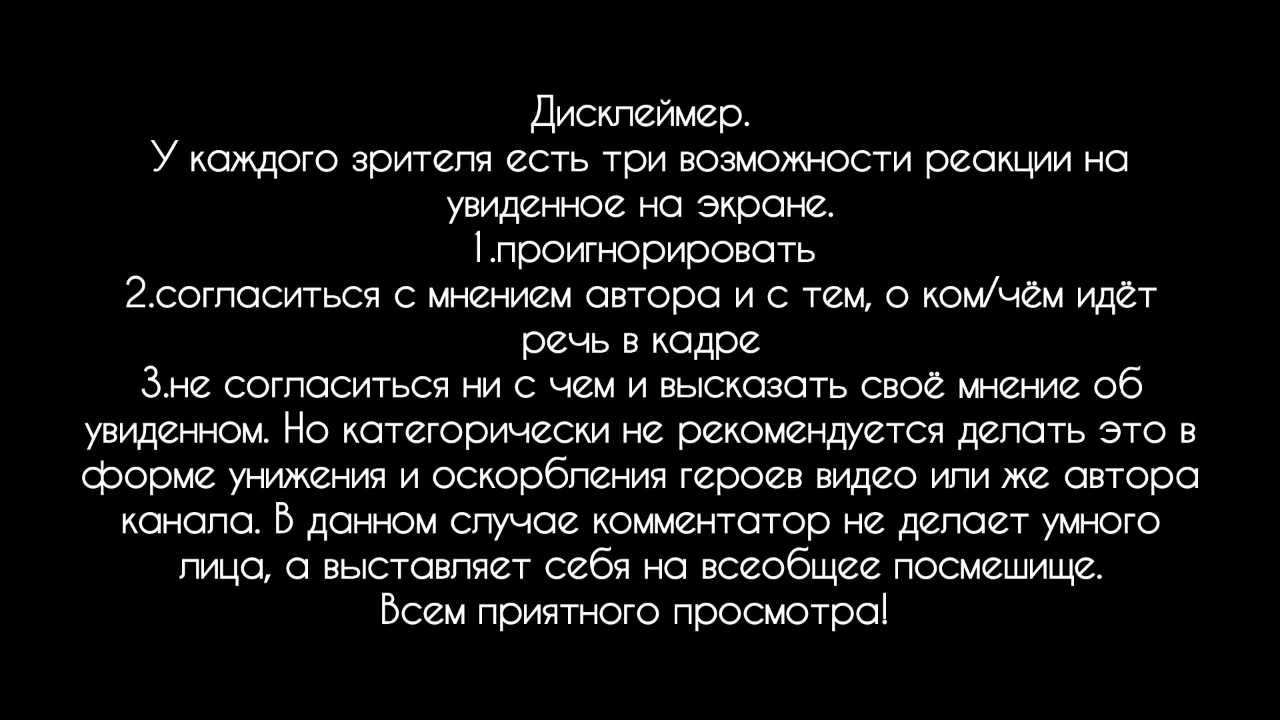 Дисклеймер.
У каждого зрителя есть три возможности реакции на
увиденное на экране.
1.проигнорировать
2.согласиться с мнением автора и с тем, о ком/чём идёт
речь в кадре
3.не согласиться ни с чем и высказать своё мнение об
увиденном. Но категорически не рекомендуется делать это в
форме унижения и оскорбления героев видео или же автора
канала. В данном случае комментатор не делает умного
лица, а выставляет себя на всеобщее посмешище.
Всем приятного просмотра!